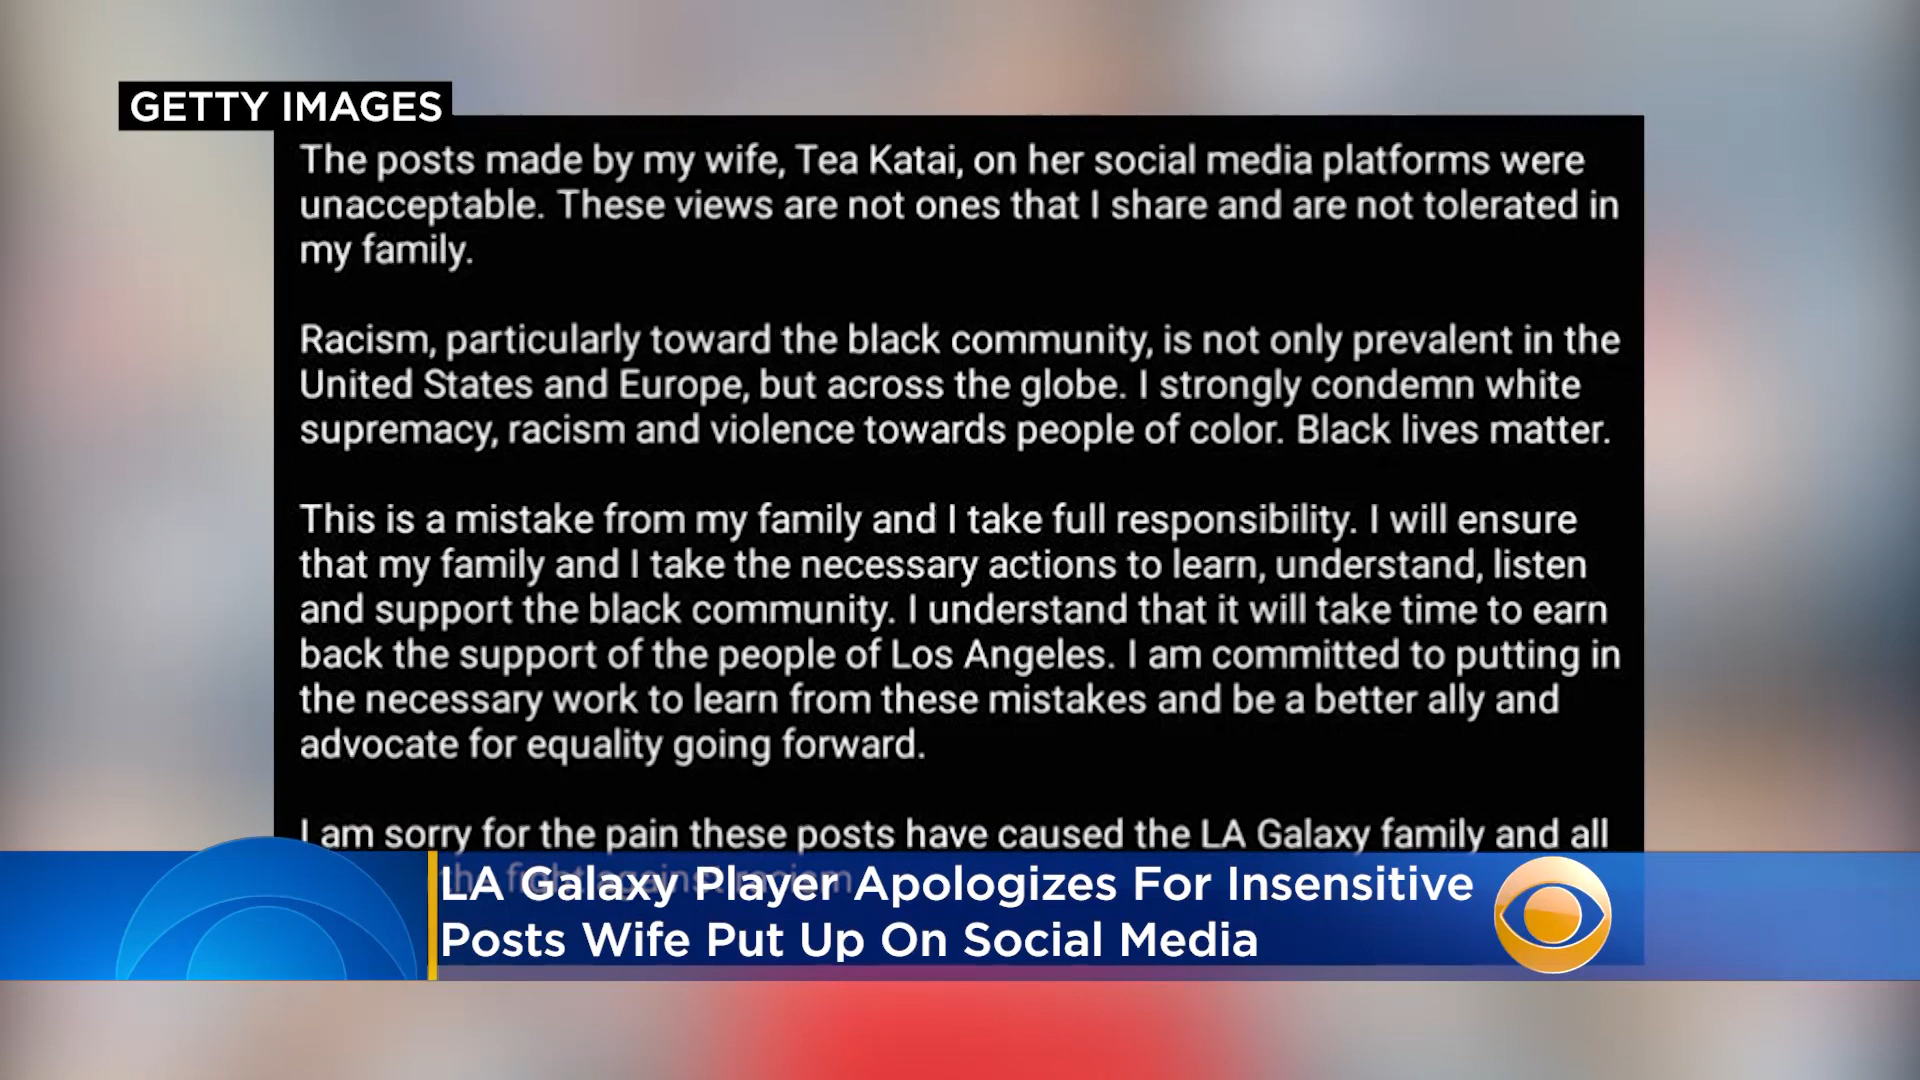 GETTY IMAGES
The posts made by my wife, Tea Katai, on her social media platforms were
unacceptable. These views are not ones that I share and are not tolerated in
my family.
Racism, particularly toward the black community, is not only prevalent in the
United States and Europe, but across the globe. I strongly condemn white
supremacy, racism and violence towards people of color. Black lives matter.
This is a mistake from my family and I take full responsibility. I will ensure
that my family and I take the necessary actions to learn, understand, listen
and support the black community. I understand that it will take time to earn
back the support of the people of Los Angeles. I am committed to putting in
the necessary work to learn from these mistakes and be a better ally and
advocate for equality going forward.
I am sorry for the pain these posts have caused the LA Galaxy family and all
LA Galaxy Player Apologizes For Insensitive
Posts Wife Put Up On Social Media